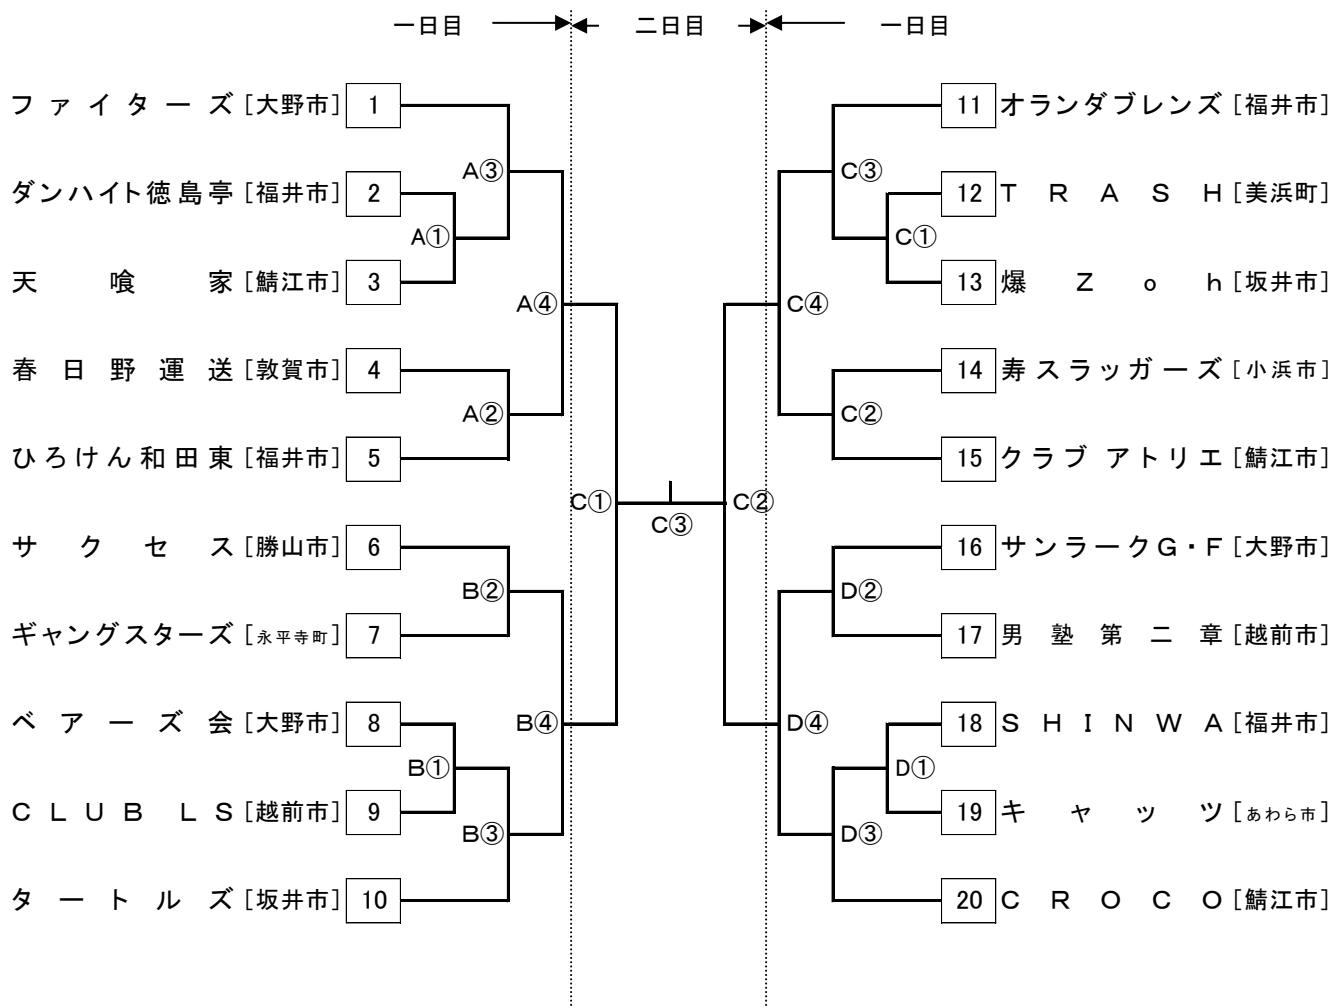 一日目 二日目 一日目
ファイターズ [大野市] 1 11 オランダブレンズ [福井市]
A③ C③
ダンハイト徳島亭 [福井市] 2 12 TRASH [美浜町]
A① C①
天喰家 [鯖江市] 3 13 爆Zoh [坂井市]
A④ C④
春日野運送 [敦賀市] 4 14 寿スラッガーズ [小浜市]
A② C②
ひろけん和田東 [福井市] 5 15 クラブ アトリエ [鯖江市]
C① C③ C②
サクセス [勝山市] 6 16 サンラークG・F [大野市]
B② D②
ギャングスターズ [永平寺町] 7 17 男塾第二章 [越前市]
ベアーズ会 [大野市] 8 B④ D④ 18 SHINWA [福井市]
B① D①
CLUB LS [越前市] 9 19 キャッツ [あわら市]
B③ D③
タートルズ [坂井市] 10 20 CROCO [鯖江市]